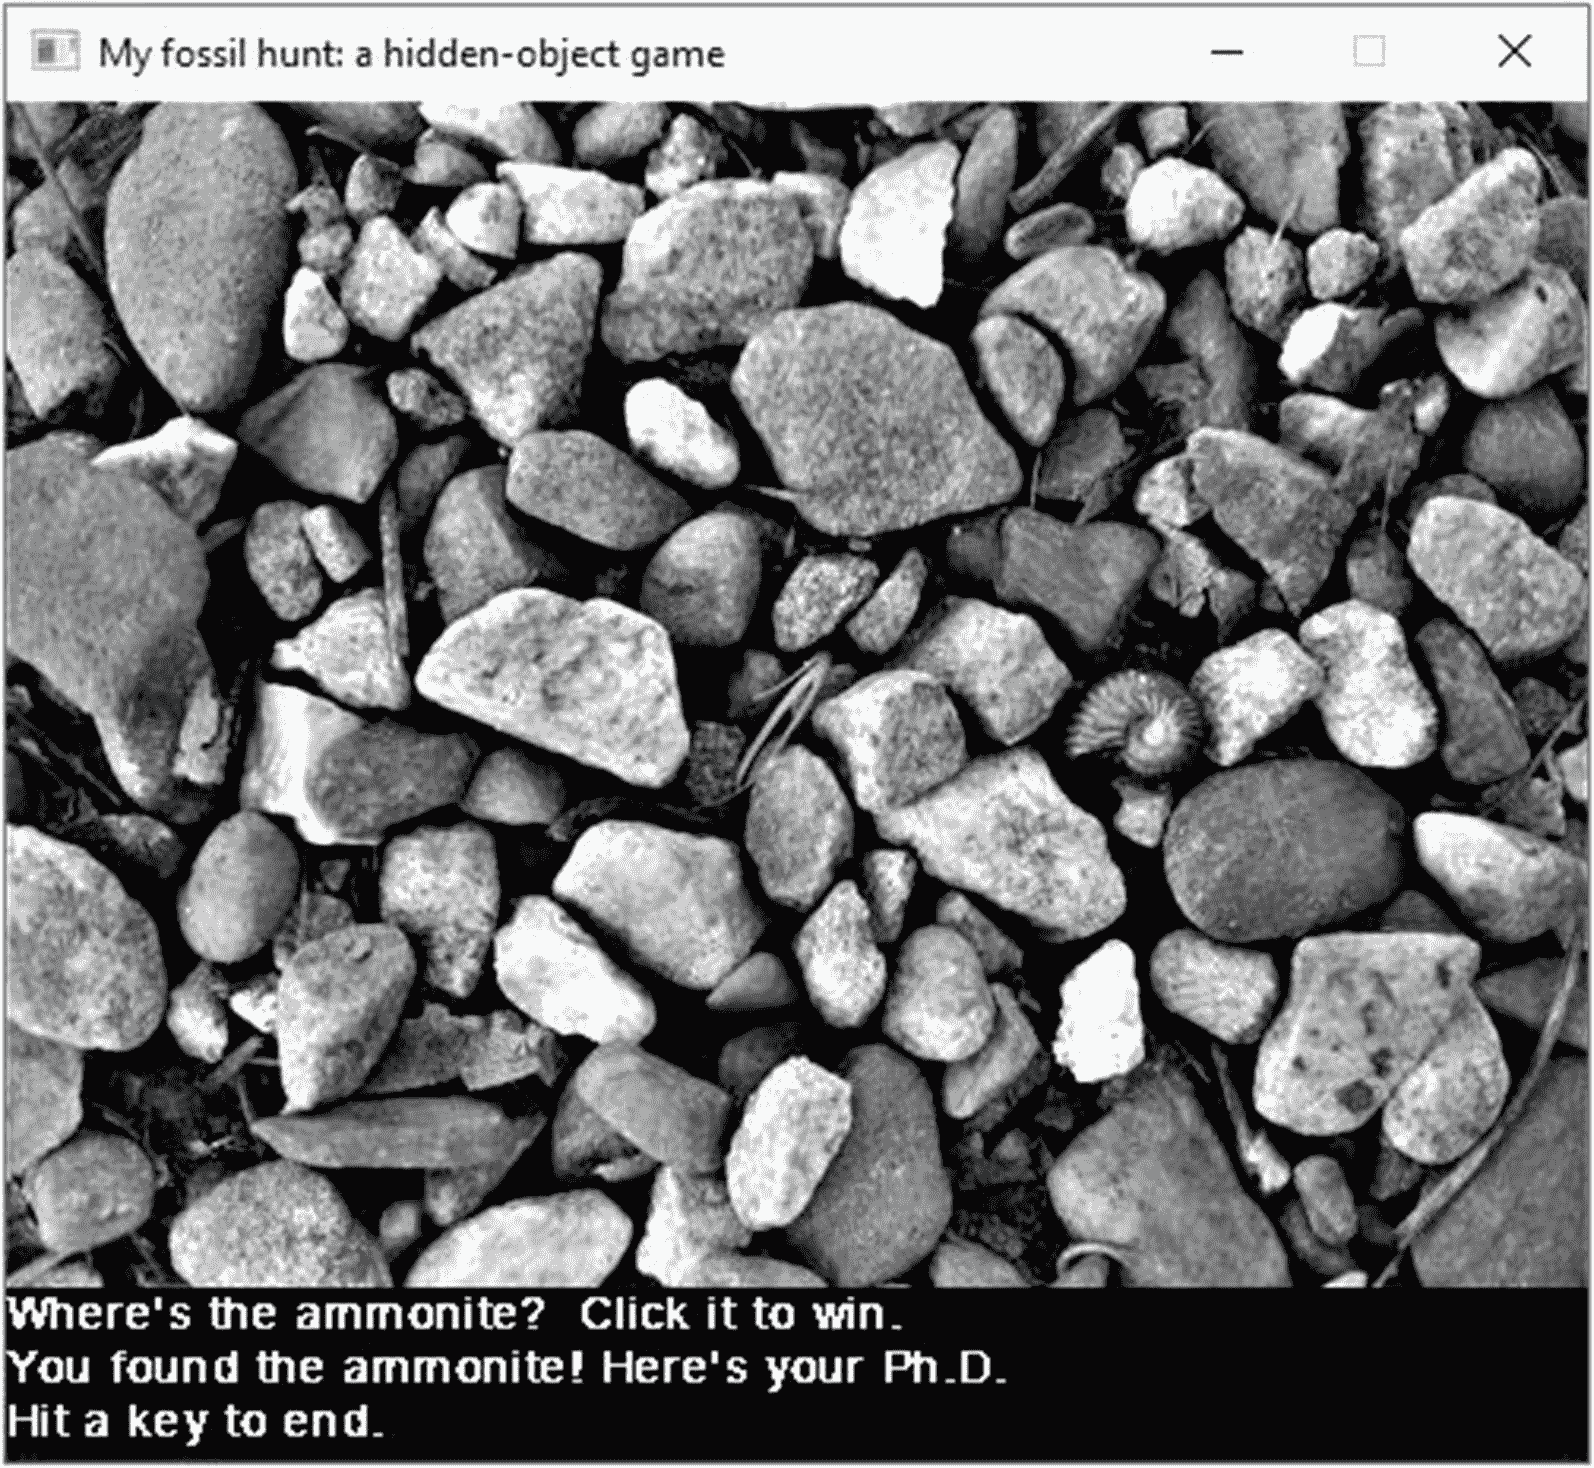 My fossil hunt: a hidden-object game
Where's the ammonite?  Click it to win.
You found the ammonite! Here's your Ph.D.
Hit a key to end.